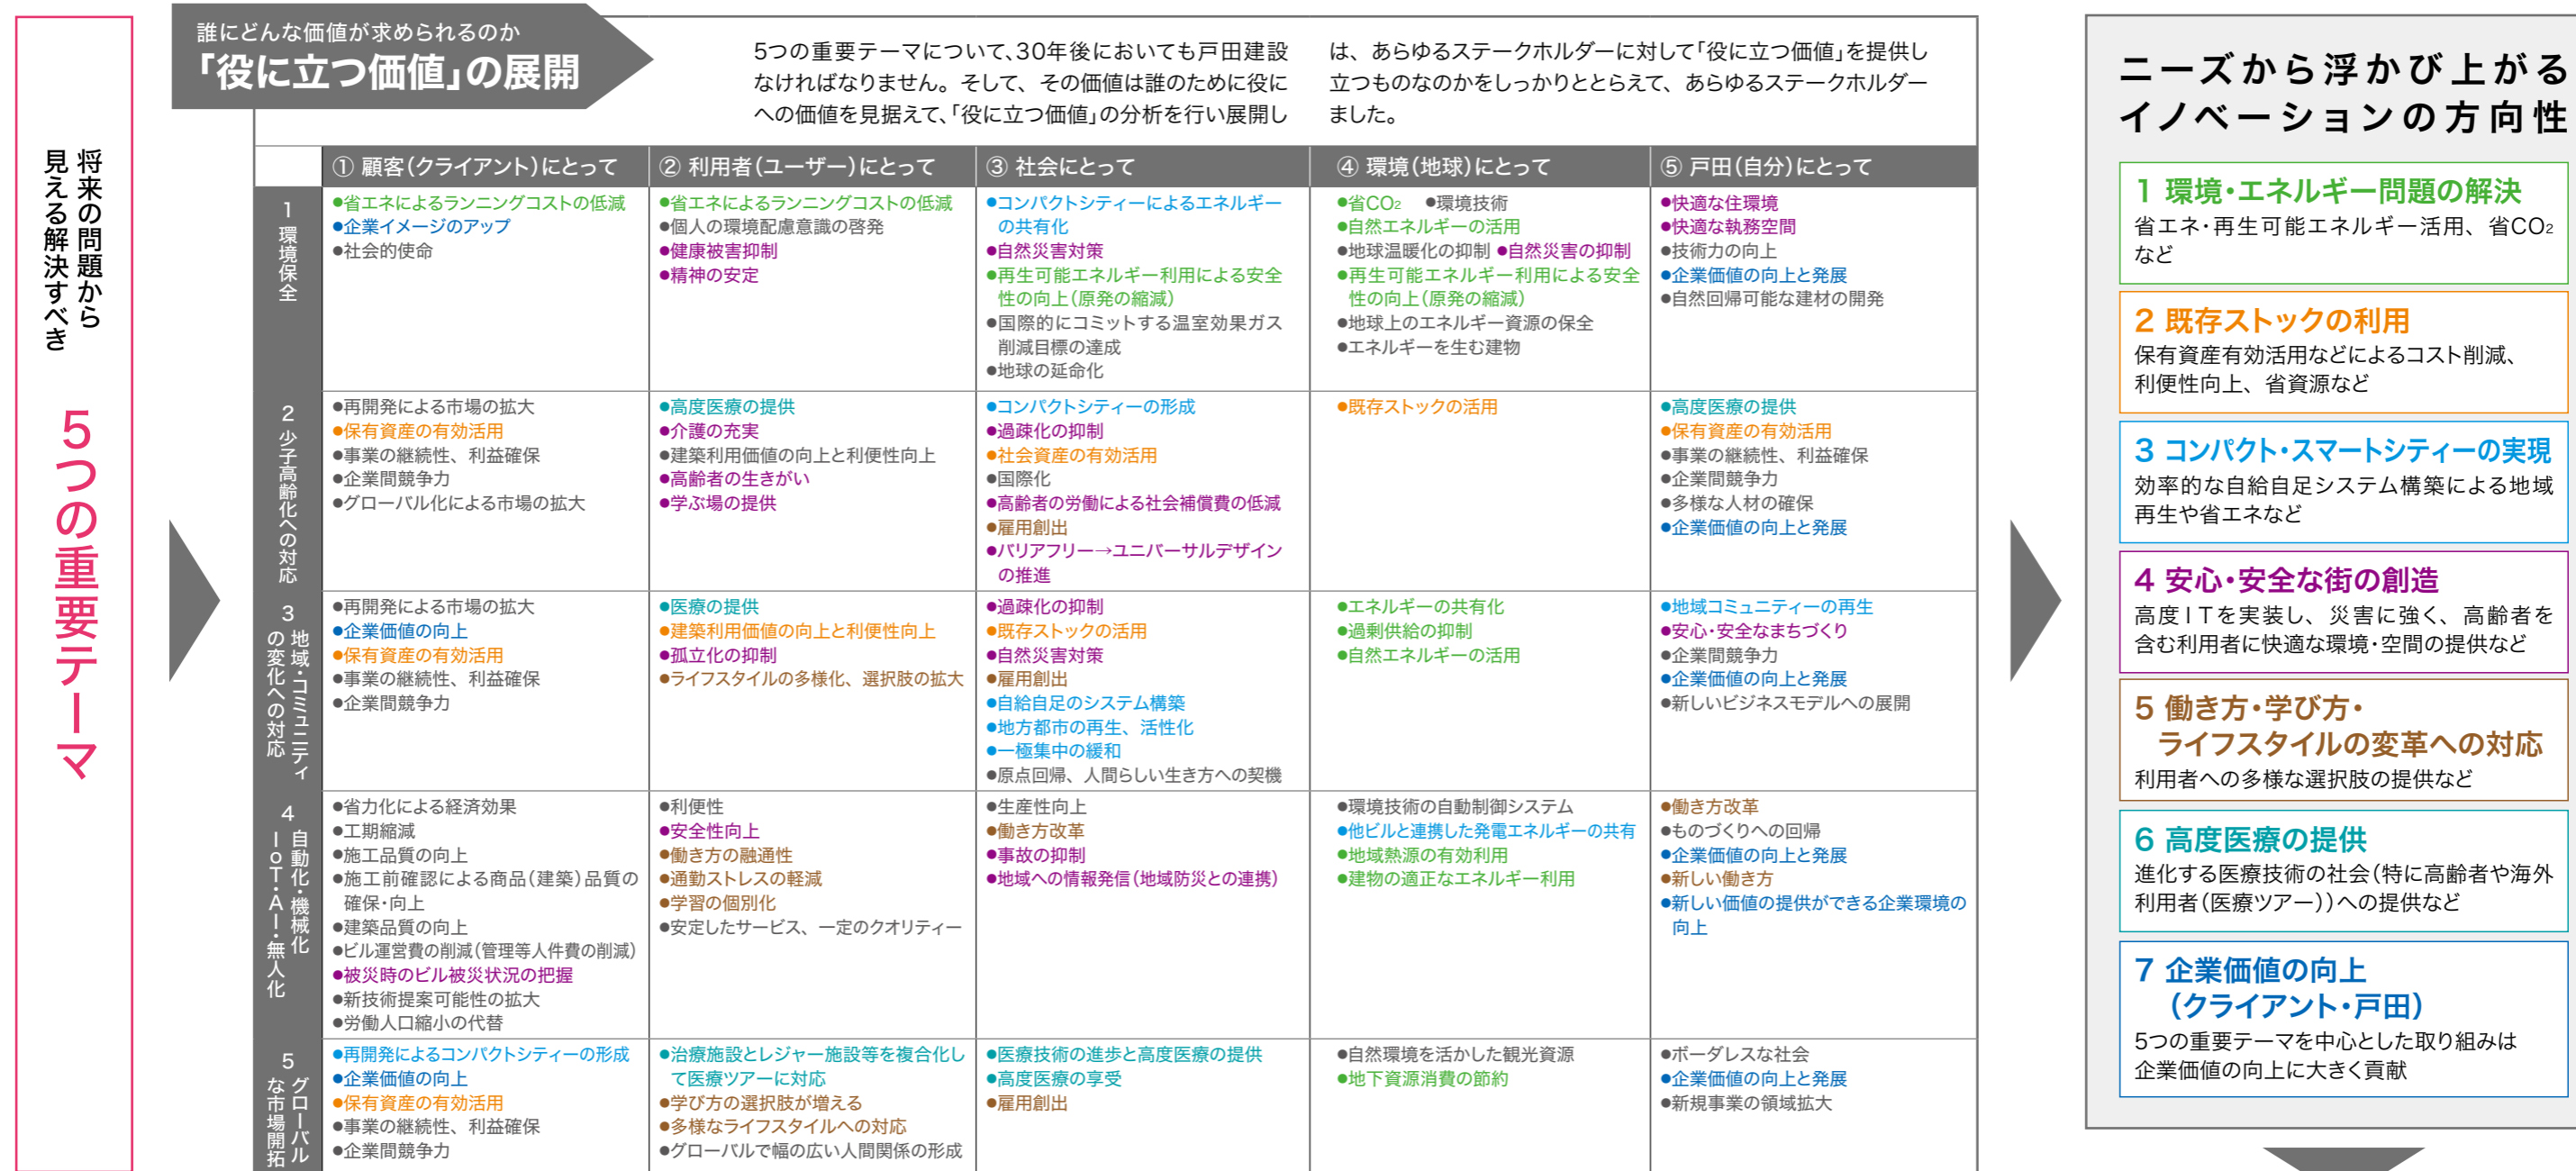 将来の問題から
見える解決すべき
5つの重要テーマ
誰にどんな価値が求められるのか
「役に立つ価値」の展開
5つの重要テーマについて、30年後においても戸田建設
なければなりません。そして、その価値は誰のために役に
への価値を見据えて、「役に立つ価値」の分析を行い展開し
は、あらゆるステークホルダーに対して「役に立つ価値」を提供し
立つものなのかをしっかりととらえて、あらゆるステークホルダー
ました。
① 顧客(クライアント)にとって
② 利用者(ユーザー)にとって
③ 社会にとって
④ 環境(地球)にとって
⑤ 戸田(自分)にとって
1 環境保全
●省エネによるランニングコストの低減
●企業イメージのアップ
●社会的使命
●省エネによるランニングコストの低減
●個人の環境配慮意識の啓発
●健康被害抑制
●精神の安定
●コンパクトシティーによるエネルギー
の共有化
●自然災害対策
●再生可能エネルギー利用による安全
性の向上(原発の縮減)
●国際的にコミットする温室効果ガス
削減目標の達成
●地球の延命化
●省CO2 ●環境技術
●自然エネルギーの活用
●地球温暖化の抑制 ●自然災害の抑制
●再生可能エネルギー利用による安全
性の向上(原発の縮減)
●地球上のエネルギー資源の保全
●エネルギーを生む建物
●快適な住環境
●快適な執務空間
●技術力の向上
●企業価値の向上と発展
●自然回帰可能な建材の開発
2 少子高齢化への対応
●再開発による市場の拡大
●保有資産の有効活用
●事業の継続性、利益確保
●企業間競争力
●グローバル化による市場の拡大
●高度医療の提供
●介護の充実
●建築利用価値の向上と利便性向上
●高齢者の生きがい
●学ぶ場の提供
●コンパクトシティーの形成
●過疎化の抑制
●社会資産の有効活用
●国際化
●高齢者の労働による社会補償費の低減
●雇用創出
●バリアフリー→ユニバーサルデザイン
の推進
●既存ストックの活用
●高度医療の提供
●保有資産の有効活用
●事業の継続性、利益確保
●企業間競争力
●多様な人材の確保
●企業価値の向上と発展
3 地域・コミュニティ
の変化への対応
●再開発による市場の拡大
●企業価値の向上
●保有資産の有効活用
●事業の継続性、利益確保
●企業間競争力
●医療の提供
●建築利用価値の向上と利便性向上
●孤立化の抑制
●ライフスタイルの多様化、選択肢の拡大
●過疎化の抑制
●既存ストックの活用
●自然災害対策
●雇用創出
●自給自足のシステム構築
●地方都市の再生、活性化
●一極集中の緩和
●原点回帰、人間らしい生き方への契機
●エネルギーの共有化
●過剰供給の抑制
●自然エネルギーの活用
●地域コミュニティーの再生
●安心・安全なまちづくり
●企業間競争力
●企業価値の向上と発展
●新しいビジネスモデルへの展開
4 自動化・機械化
IoT・AI・無人化
●省力化による経済効果
●工期縮減
●施工品質の向上
●施工前確認による商品(建築)品質の
確保・向上
●建築品質の向上
●ビル運営費の削減(管理等人件費の削減)
●被災時のビル被災状況の把握
●新技術提案可能性の拡大
●労働人口縮小の代替
●利便性
●安全性向上
●働き方の融通性
●通勤ストレスの軽減
●学習の個別化
●安定したサービス、一定のクオリティー
●生産性向上
●働き方改革
●事故の抑制
●地域への情報発信(地域防災との連携)
●環境技術の自動制御システム
●他ビルと連携した発電エネルギーの共有
●地域熱源の有効利用
●建物の適正なエネルギー利用
●働き方改革
●ものづくりへの回帰
●企業価値の向上と発展
●新しい働き方
●新しい価値の提供ができる企業環境の
向上
5 グローバル
な市場開拓
●再開発によるコンパクトシティーの形成
●企業価値の向上
●保有資産の有効活用
●事業の継続性、利益確保
●企業間競争力
●治療施設とレジャー施設等を複合化し
て医療ツアーに対応
●学び方の選択肢が増える
●多様なライフスタイルへの対応
●グローバルで幅の広い人間関係の形成
●医療技術の進歩と高度医療の提供
●高度医療の享受
●雇用創出
●自然環境を活かした観光資源
●地下資源消費の節約
●ボーダレスな社会
●企業価値の向上と発展
●新規事業の領域拡大
ニーズから浮かび上がる
イノベーションの方向性
1 環境・エネルギー問題の解決
省エネ・再生可能エネルギー活用、省CO2
など
2 既存ストックの利用
保有資産有効活用などによるコスト削減、
利便性向上、省資源など
3 コンパクト・スマートシティーの実現
効率的な自給自足システム構築による地域
再生や省エネなど
4 安心・安全な街の創造
高度ITを実装し、災害に強く、高齢者を
含む利用者に快適な環境・空間の提供など
5 働き方・学び方・
ライフスタイルの変革への対応
利用者への多様な選択肢の提供など
6 高度医療の提供
進化する医療技術の社会(特に高齢者や海外
利用者(医療ツアー))への提供など
7 企業価値の向上
(クライアント・戸田)
5つの重要テーマを中心とした取り組みは
企業価値の向上に大きく貢献